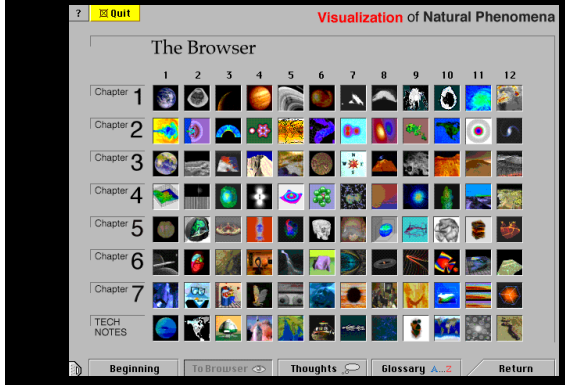 ? Quit
Visualization of Natural Phenomena
The Browser
1 2 3 4 5 6 7 8 9 10 11 12
Chapter 1
Chapter 2
Chapter 3
Chapter 4
Chapter 5
Chapter 6
Chapter 7
TECH
NOTES
Beginning To Browser Thoughts Glossary A...Z Return